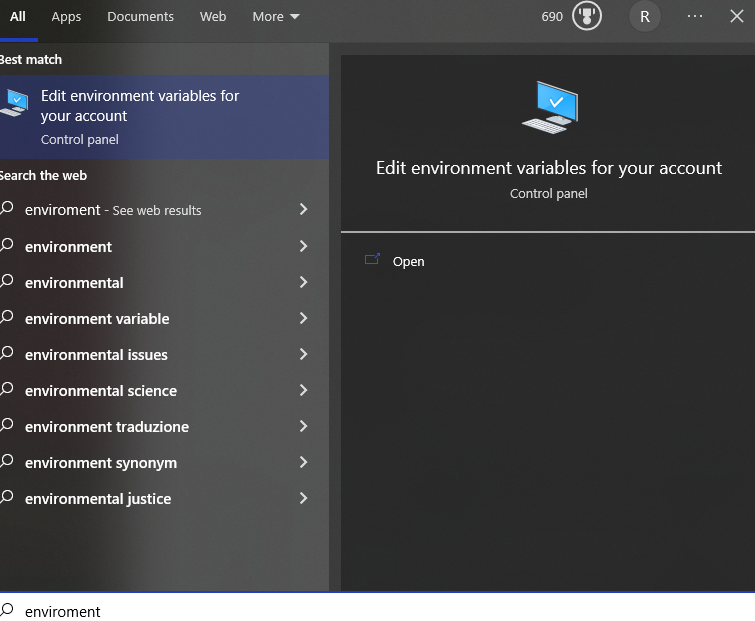 All Apps Documents Web More 690 R ...
Best match
Edit environment variables for
your account
Control panel
Search the web
enviroment - See web results
environment
environmental
environment variable
environmental issues
environmental science
environment traduzione
environment synonym
environmental justice
Edit environment variables for your account
Control panel
Open
enviroment